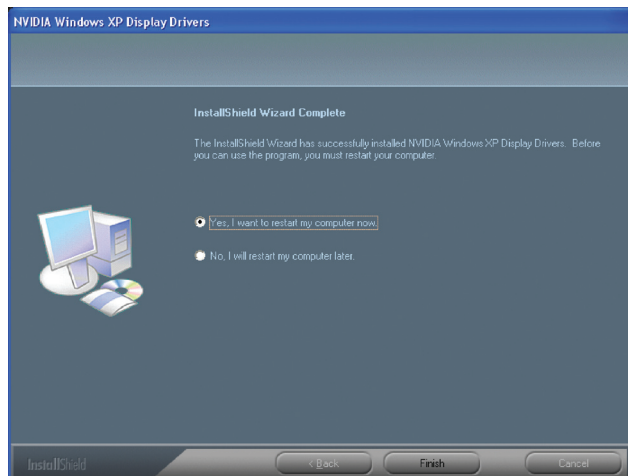 NVIDIA Windows XP Display Drivers
InstallShield Wizard Complete
The InstallShield Wizard has successfully installed NVIDIA Windows XP Display Drivers. Before
you can use the program, you must restart your computer.
Yes, I want to restart my computer now.
No, I will restart my computer later.
InstallShield
< Back
Finish
Cancel